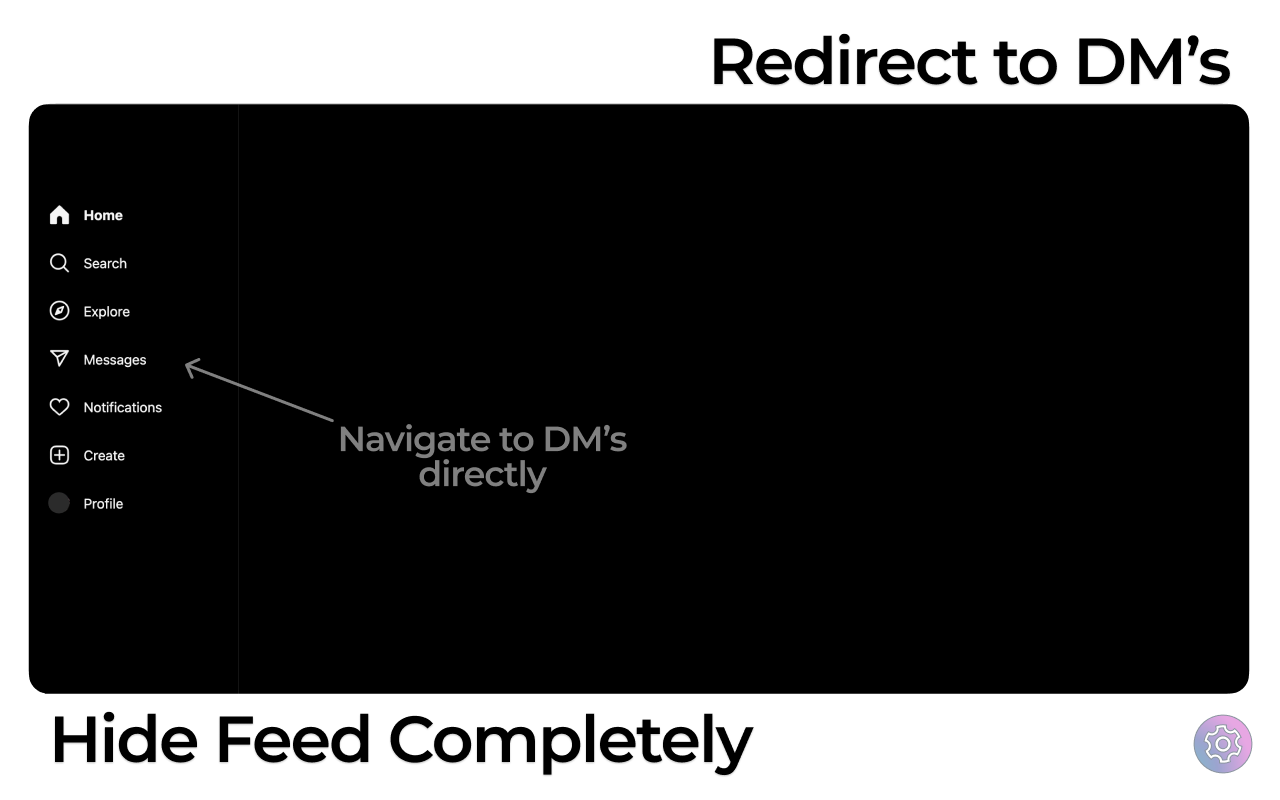 Redirect to DM’s
Home
Search
Explore
Messages
Notifications
Create
Profile
Navigate to DM’s
directly
Hide Feed Completely